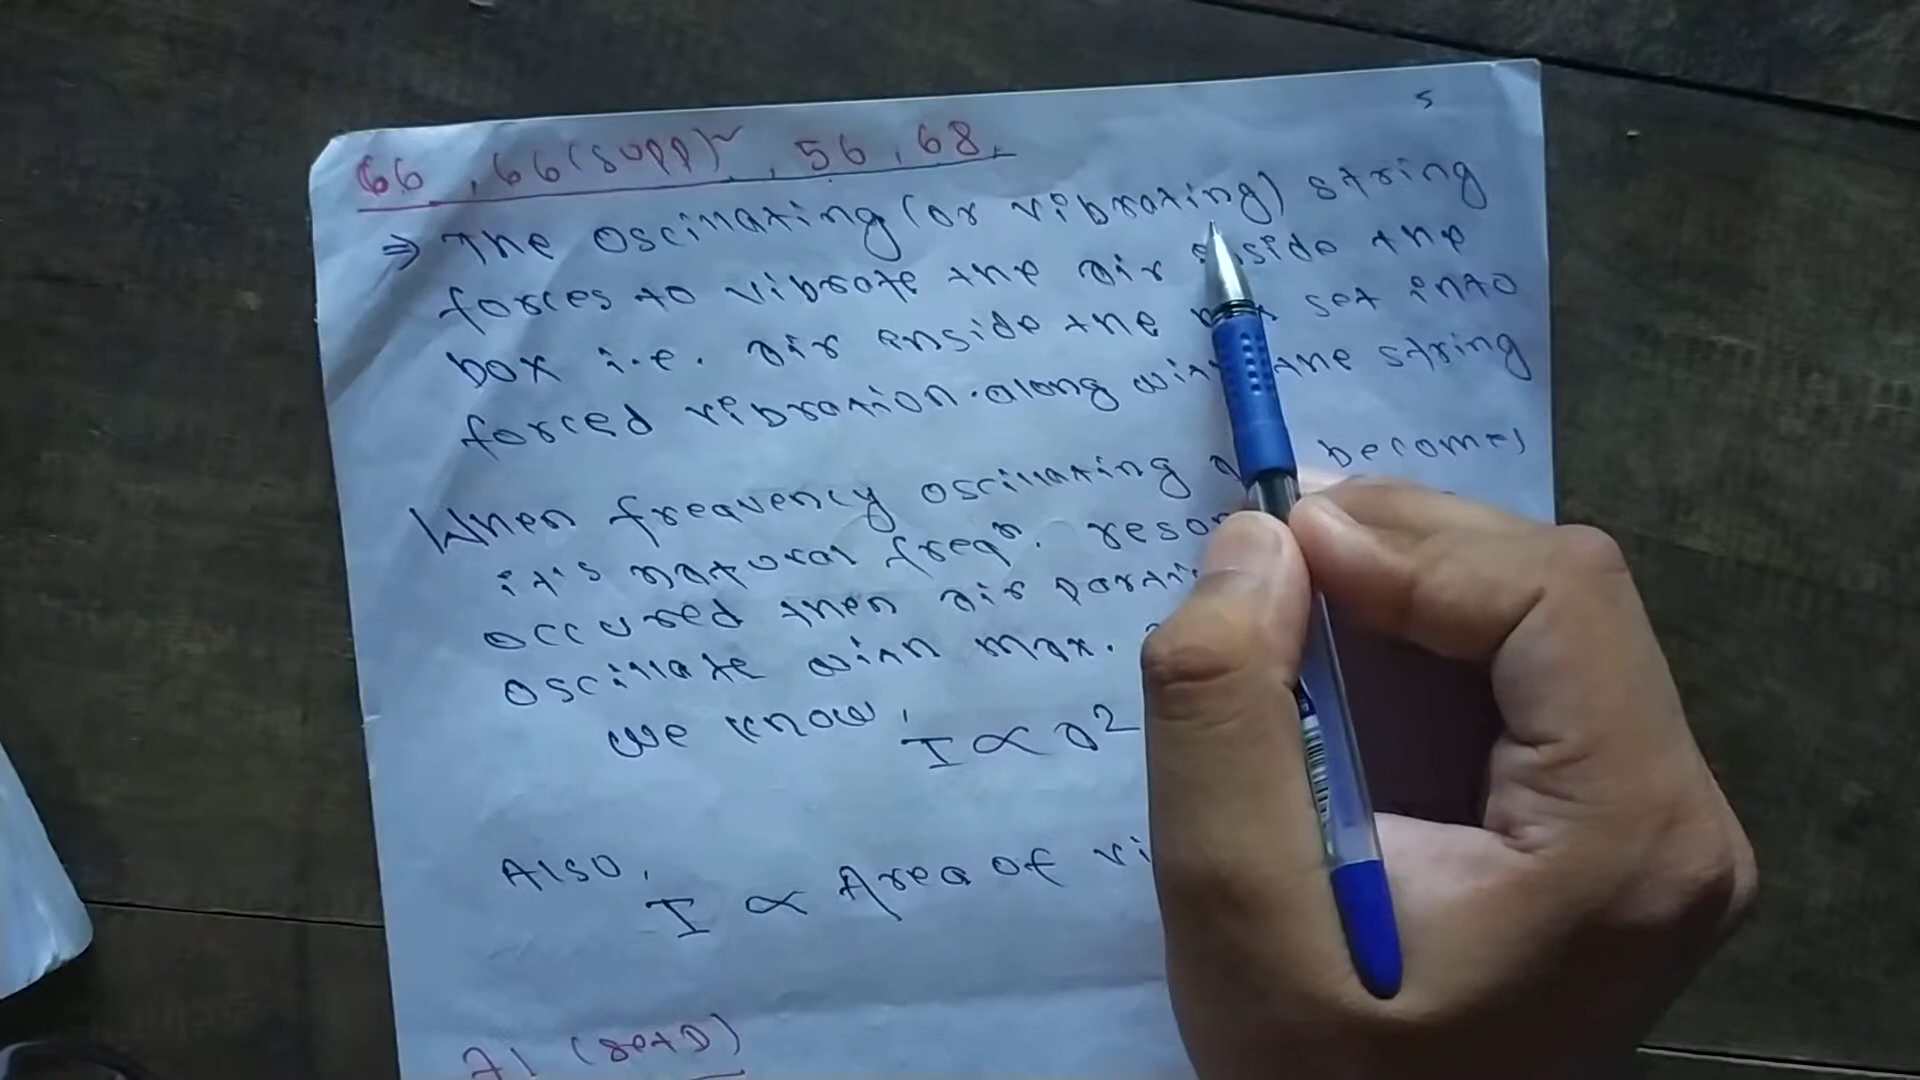 5
66, 66(supp), 56, 68,
⇒ The oscillating (or vibrating) string
forces to vibrate the air inside the
box i.e. air inside the set into
forced vibration. along with the string
When frequency oscillating becomes
it's natural freqn.
occured then air
oscillate with max.
we know, I ∝ a²
Also,
I ∝ Area of
71 (set D)